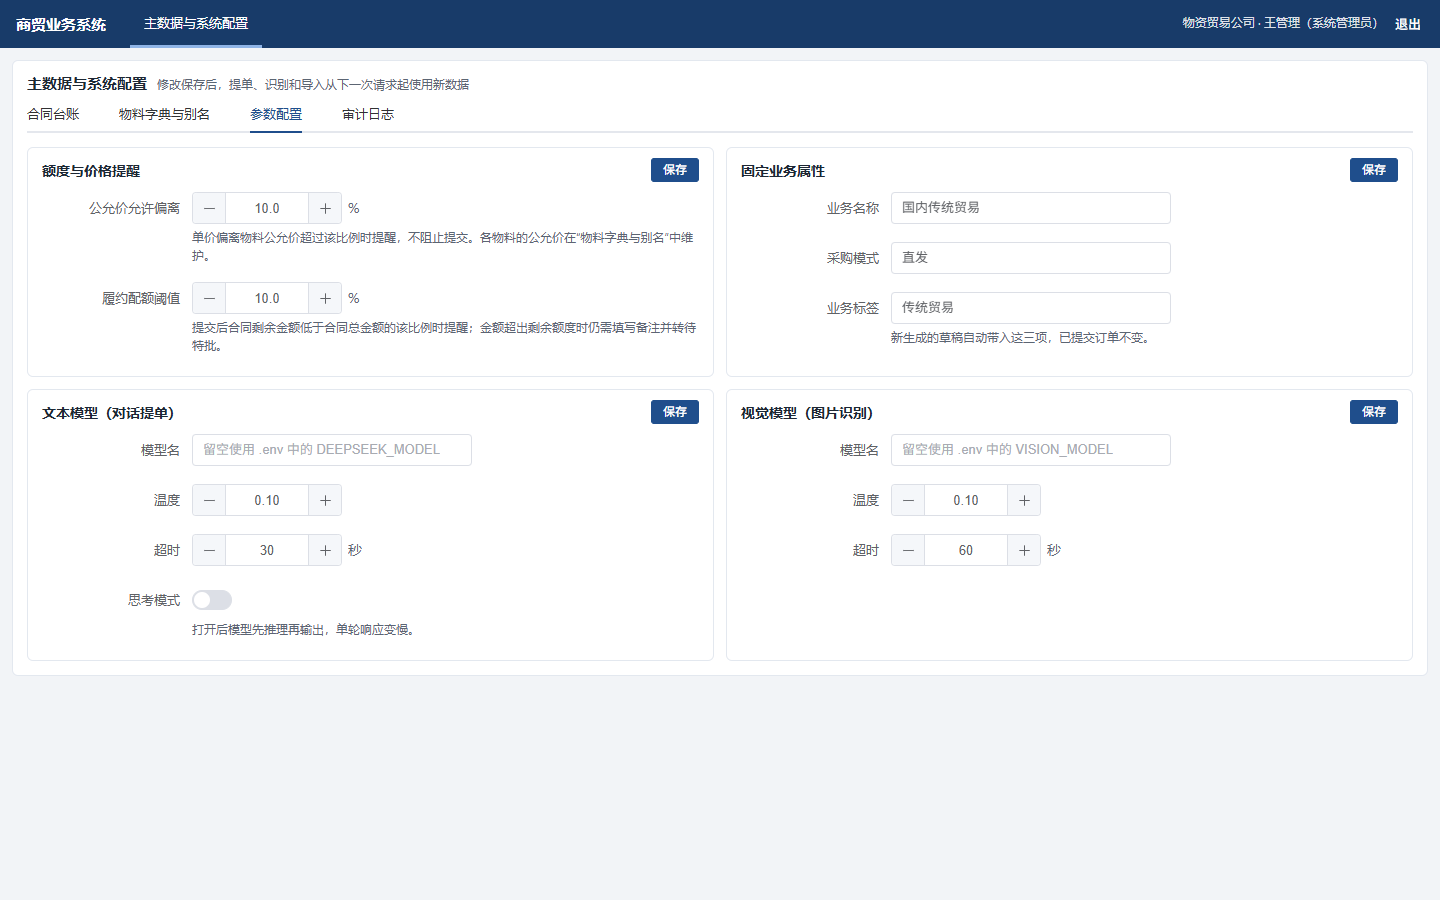 商贸业务系统
主数据与系统配置
物资贸易公司 · 王管理（系统管理员）
退出
主数据与系统配置 修改保存后，提单、识别和导入从下一次请求起使用新数据
合同台账 物料字典与别名 参数配置 审计日志
额度与价格提醒 保存
公允价允许偏离 — 10.0 + %
单价偏离物料公允价超过该比例时提醒，不阻止提交。各物料的公允价在“物料字典与别名”中维
护。
履约配额阈值 — 10.0 + %
提交后合同剩余金额低于合同总金额的该比例时提醒；金额超出剩余额度时仍需填写备注并转待
特批。
固定业务属性 保存
业务名称 国内传统贸易
采购模式 直发
业务标签 传统贸易
新生成的草稿自动带入这三项，已提交订单不变。
文本模型（对话提单） 保存
模型名 留空使用 .env 中的 DEEPSEEK_MODEL
温度 — 0.10 +
超时 — 30 + 秒
思考模式
打开后模型先推理再输出，单轮响应变慢。
视觉模型（图片识别） 保存
模型名 留空使用 .env 中的 VISION_MODEL
温度 — 0.10 +
超时 — 60 + 秒